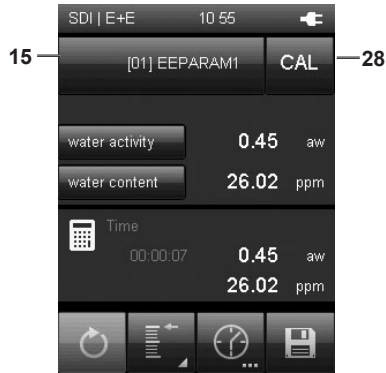 SDI | E+E 10 55
15 [01] EEPARAM1 CAL 28
water activity 0.45 aw
water content 26.02 ppm
Time
00:00:07 0.45 aw
26.02 ppm